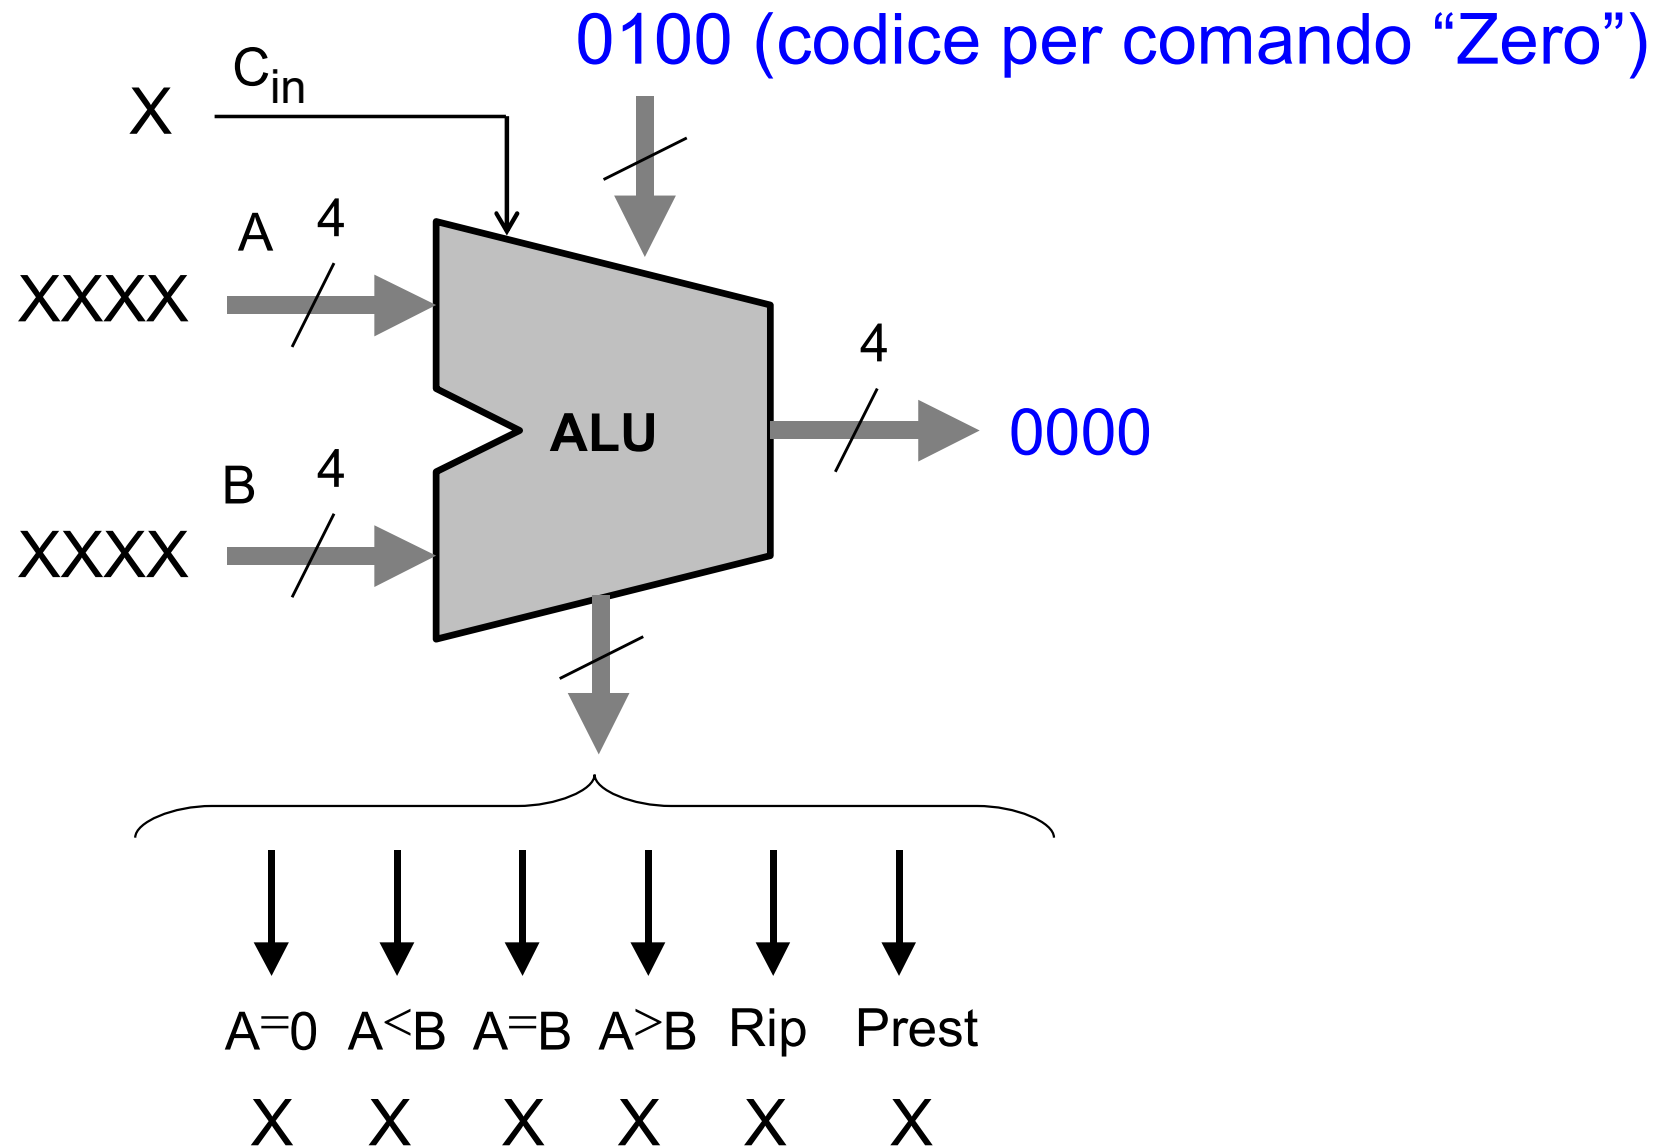 0100 (codice per comando “Zero”)
X Cin
A 4
XXXX
4
ALU
0000
B 4
XXXX
A=0 A<B A=B A>B Rip Prest
X X X X X X